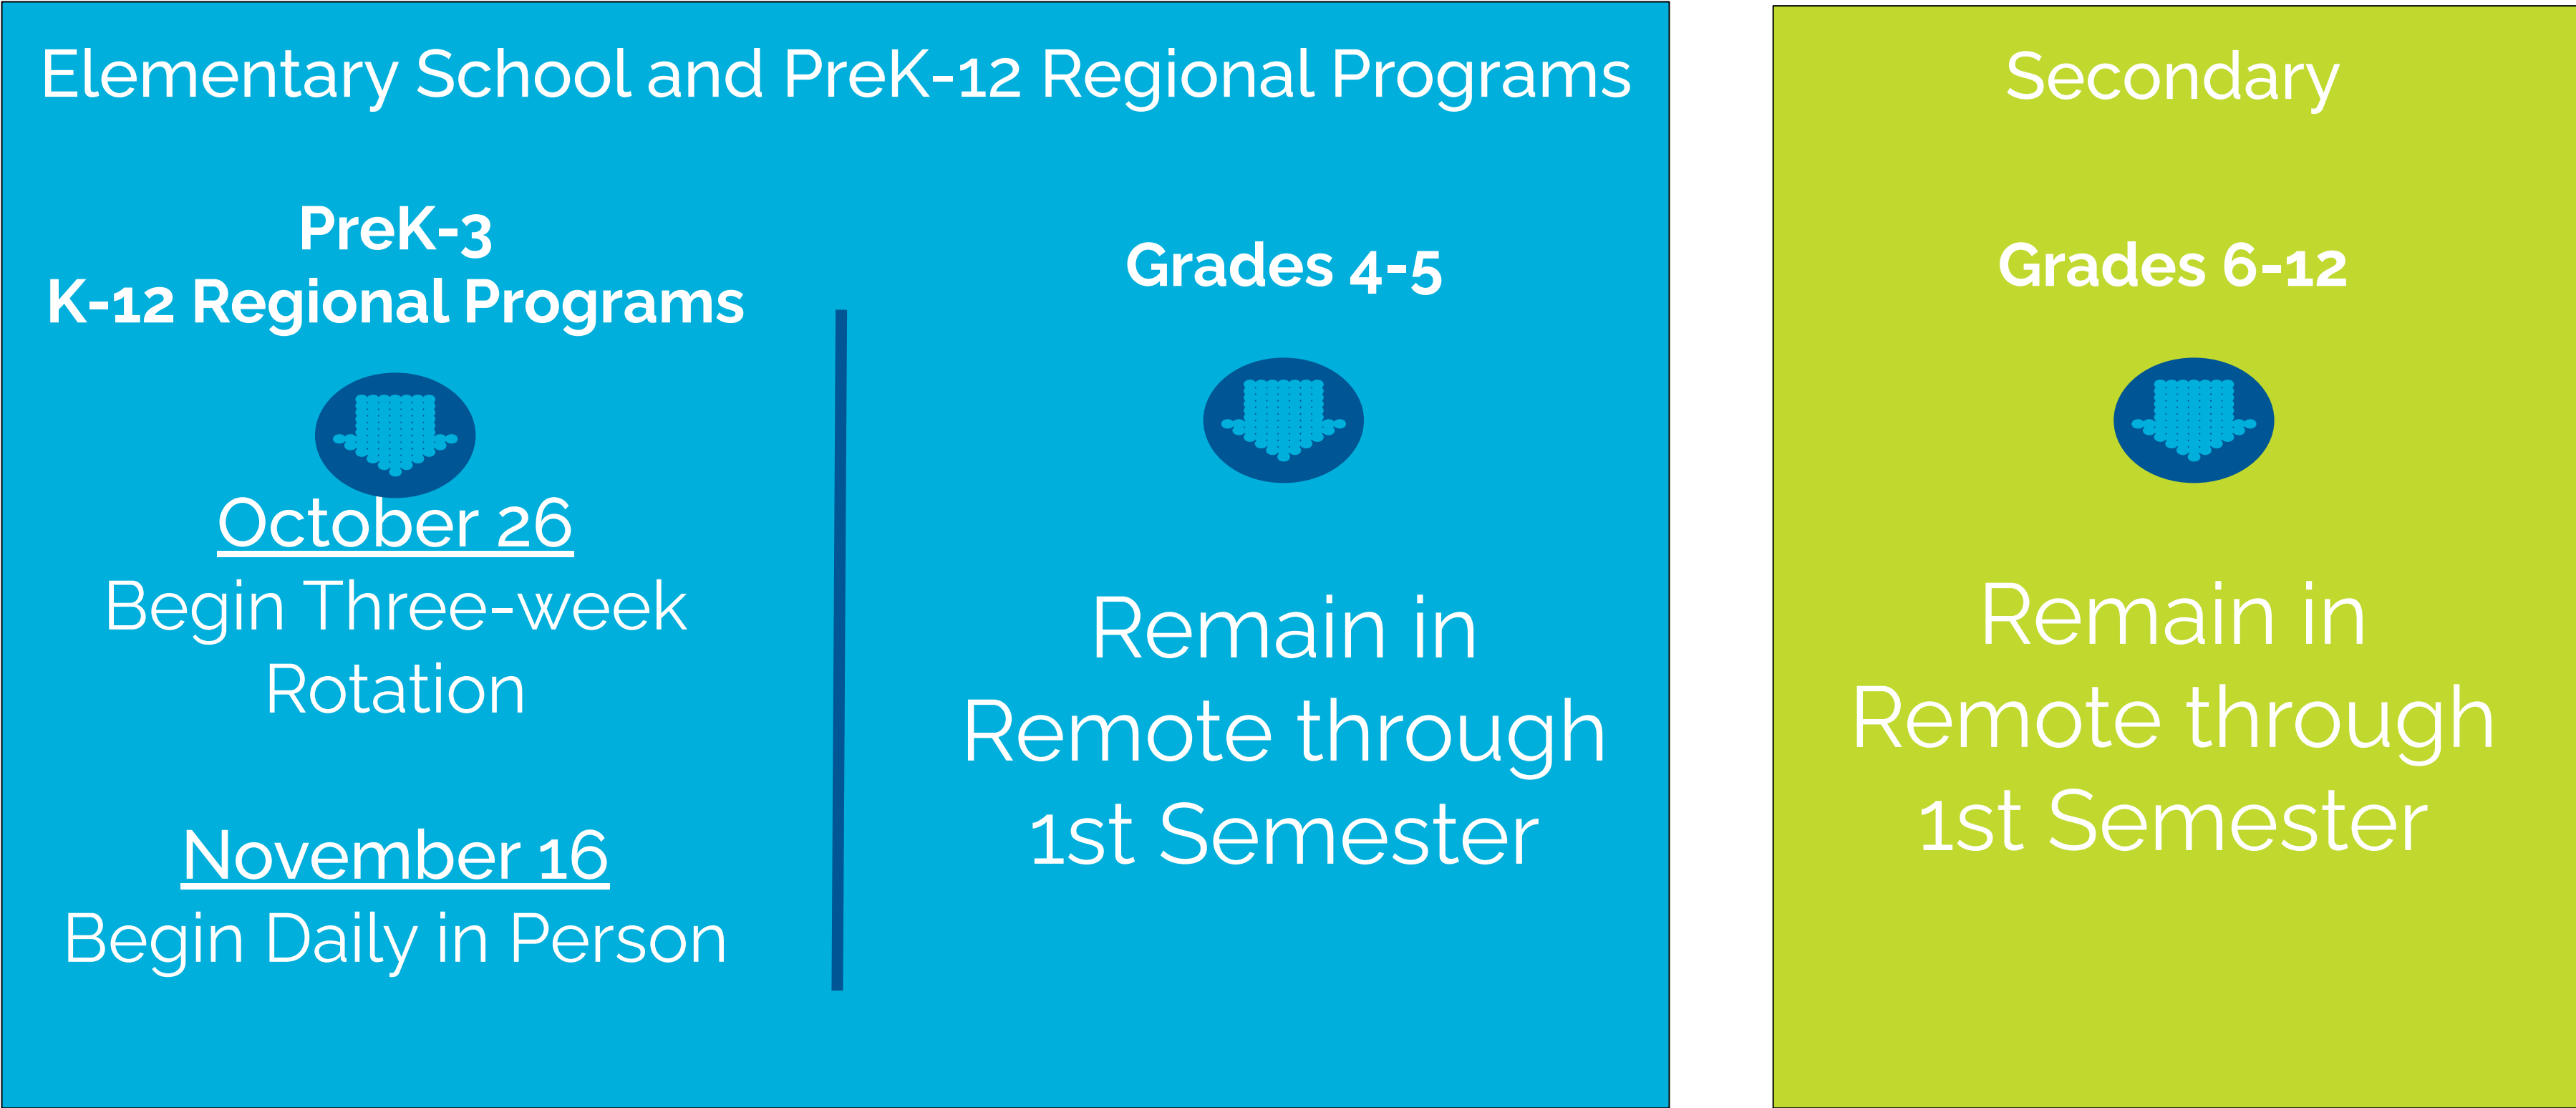 Elementary School and PreK-12 Regional Programs
PreK-3
K-12 Regional Programs
October 26
Begin Three-week
Rotation
November 16
Begin Daily in Person
Grades 4-5
Remain in
Remote through
1st Semester
Secondary
Grades 6-12
Remain in
Remote through
1st Semester